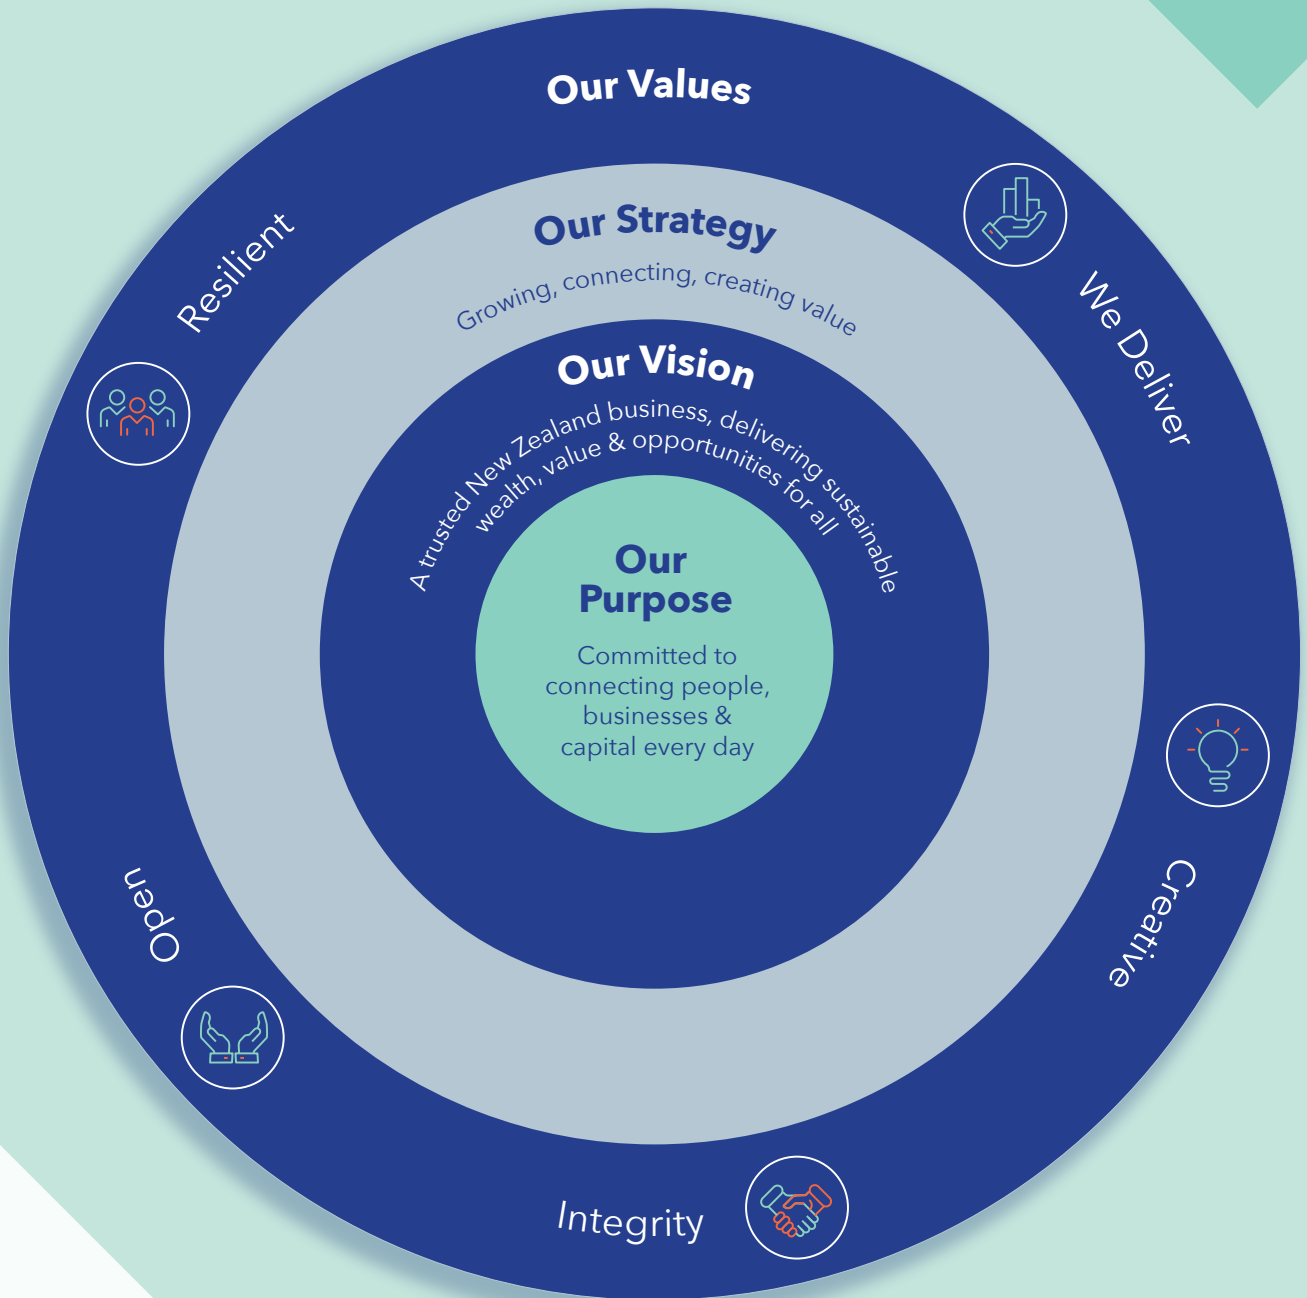 Our Values
Resilient
We Deliver
Creative
Integrity
Open
Our Strategy
Growing, connecting, creating value
Our Vision
A trusted New Zealand business, delivering sustainable
wealth, value & opportunities for all
Our
Purpose
Committed to
connecting people,
businesses &
capital every day